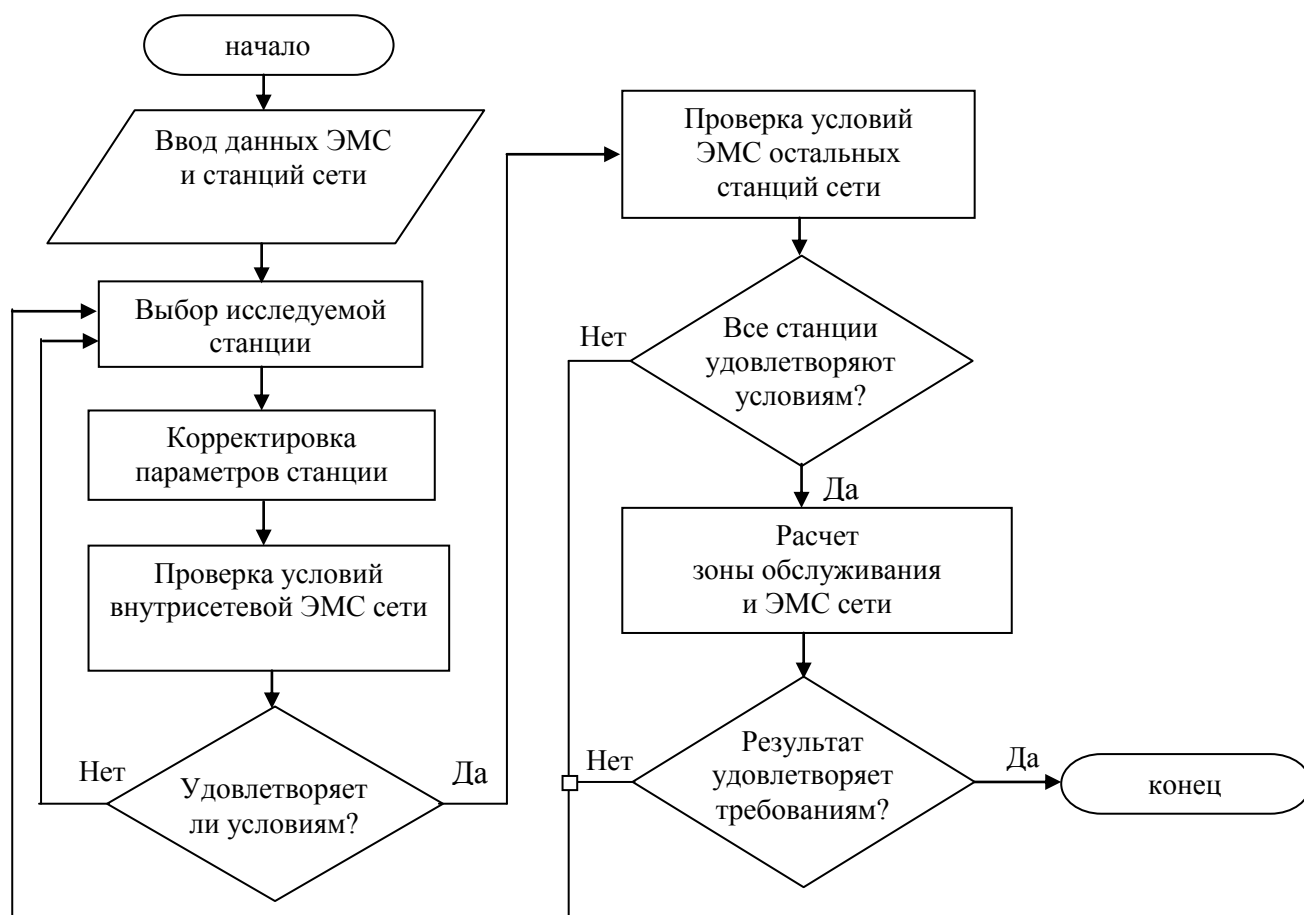 начало
Ввод данных ЭМС
и станций сети
Выбор исследуемой
станции
Корректировка
параметров станции
Проверка условий
внутрисетевой ЭМС сети
Нет
Да
Удовлетворяет
ли условиям?
Проверка условий
ЭМС остальных
станций сети
Нет
Все станции
удовлетворяют
условиям?
Да
Расчет
зоны обслуживания
и ЭМС сети
Нет
Результат
удовлетворяет
требованиям?
Да
конец